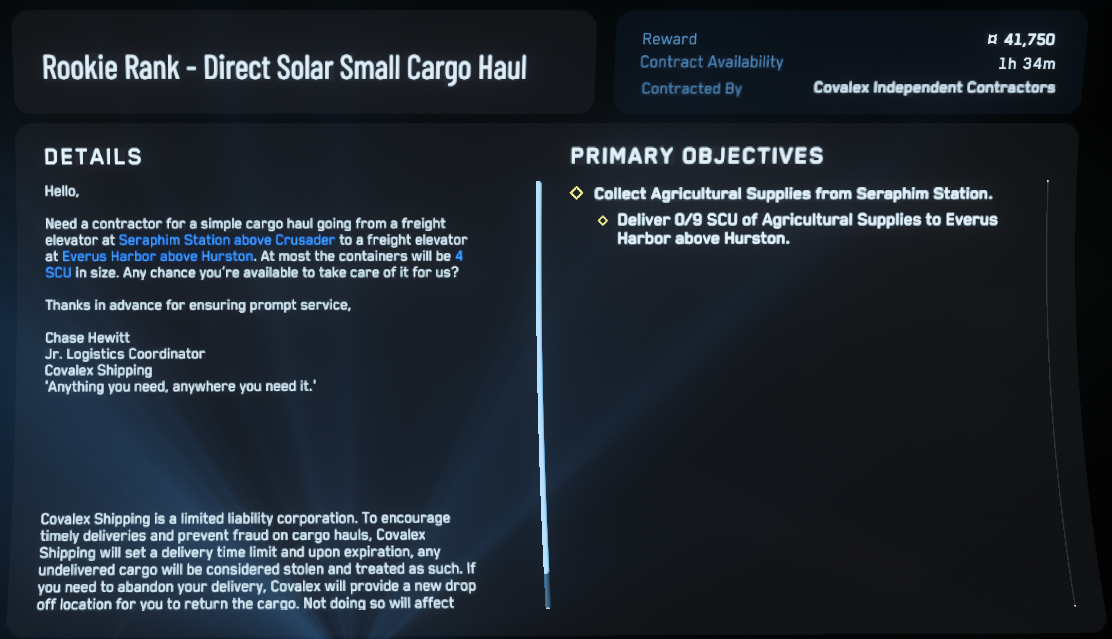 Rookie Rank - Direct Solar Small Cargo Haul
Reward ¤ 41,750
Contract Availability 1h 34m
Contracted By Covalex Independent Contractors
DETAILS
Hello,
Need a contractor for a simple cargo haul going from a freight
elevator at Seraphim Station above Crusader to a freight elevator
at Everus Harbor above Hurston. At most the containers will be 4
SCU in size. Any chance you're available to take care of it for us?
Thanks in advance for ensuring prompt service,
Chase Hewitt
Jr. Logistics Coordinator
Covalex Shipping
'Anything you need, anywhere you need it.'
Covalex Shipping is a limited liability corporation. To encourage
timely deliveries and prevent fraud on cargo hauls, Covalex
Shipping will set a delivery time limit and upon expiration, any
undelivered cargo will be considered stolen and treated as such. If
you need to abandon your delivery, Covalex will provide a new drop
off location for you to return the cargo. Not doing so will affect
PRIMARY OBJECTIVES
Collect Agricultural Supplies from Seraphim Station.
Deliver 0/9 SCU of Agricultural Supplies to Everus
Harbor above Hurston.